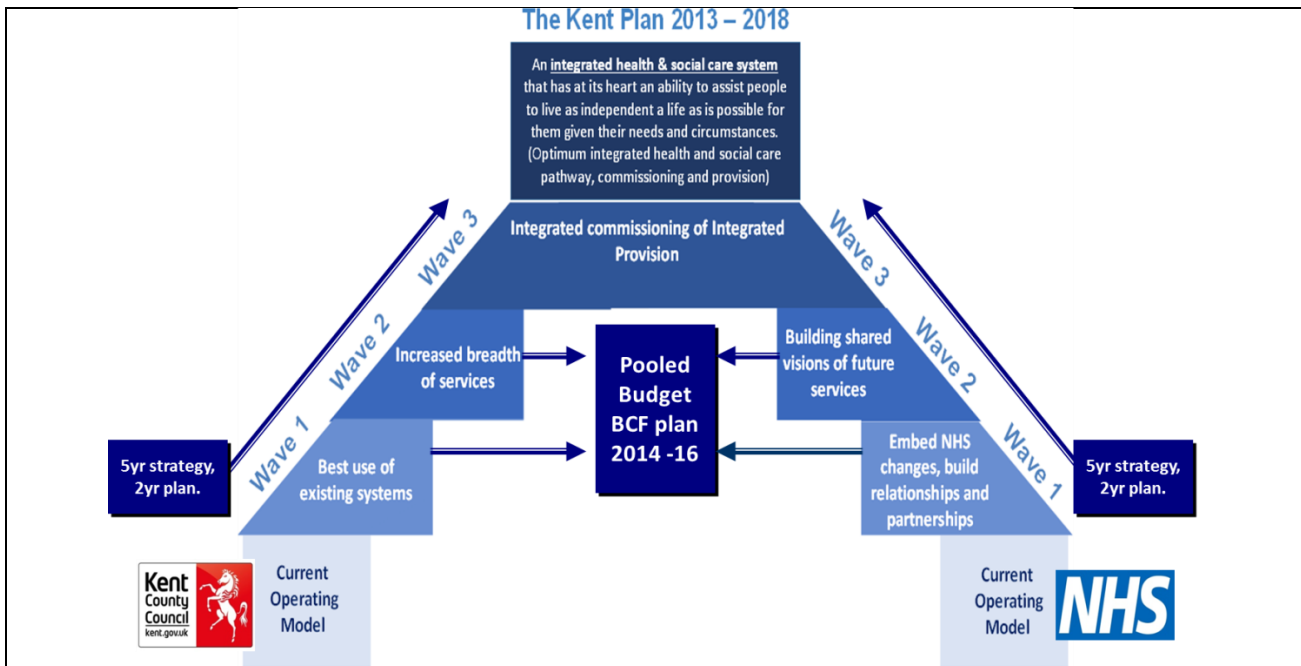 The Kent Plan 2013 – 2018
An integrated health & social care system
that has at its heart an ability to assist people
to live as independent a life as is possible for
them given their needs and circumstances.
(Optimum integrated health and social care
pathway, commissioning and provision)
Integrated commissioning of Integrated
Provision
Wave 3
Wave 2
Wave 1
Wave 3
Wave 2
Wave 1
Increased breadth
of services
Pooled
Budget
BCF plan
2014 -16
Building shared
visions of future
services
5yr strategy,
2yr plan.
Best use of
existing systems
Embed NHS
changes, build
relationships and
partnerships
5yr strategy,
2yr plan.
Kent
County
Council
kent.gov.uk
Current
Operating
Model
Current
Operating
Model
NHS